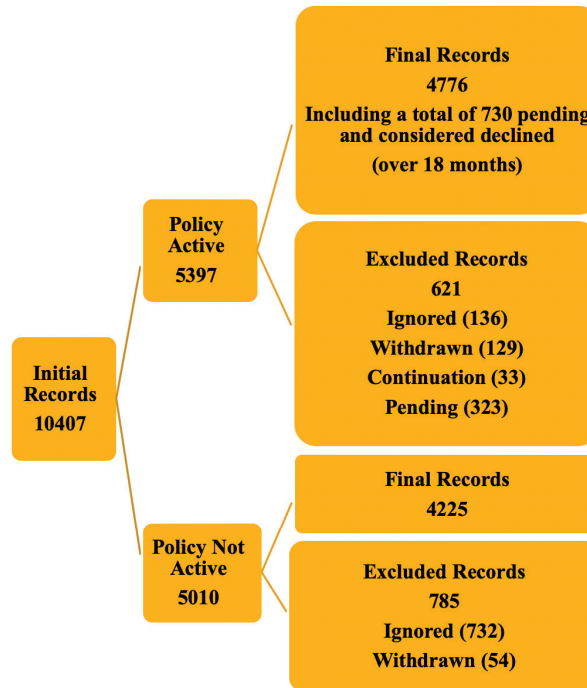 Initial
Records
10407
Policy
Active
5397
Final Records
4776
Including a total of 730 pending
and considered declined
(over 18 months)
Excluded Records
621
Ignored (136)
Withdrawn (129)
Continuation (33)
Pending (323)
Policy Not
Active
5010
Final Records
4225
Excluded Records
785
Ignored (732)
Withdrawn (54)